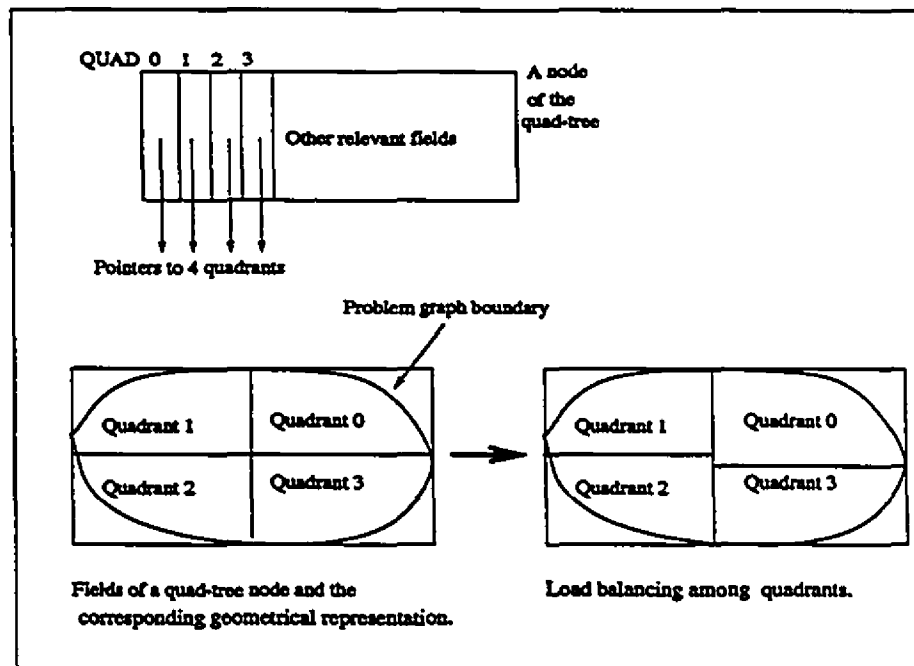 QUAD 0 1 2 3
A node
of the
quad-tree
Other relevant fields
Pointers to 4 quadrants
Problem graph boundary
Quadrant 1
Quadrant 0
Quadrant 2
Quadrant 3
Quadrant 1
Quadrant 0
Quadrant 2
Quadrant 3
Fields of a quad-tree node and the
corresponding geometrical representation.
Load balancing among quadrants.